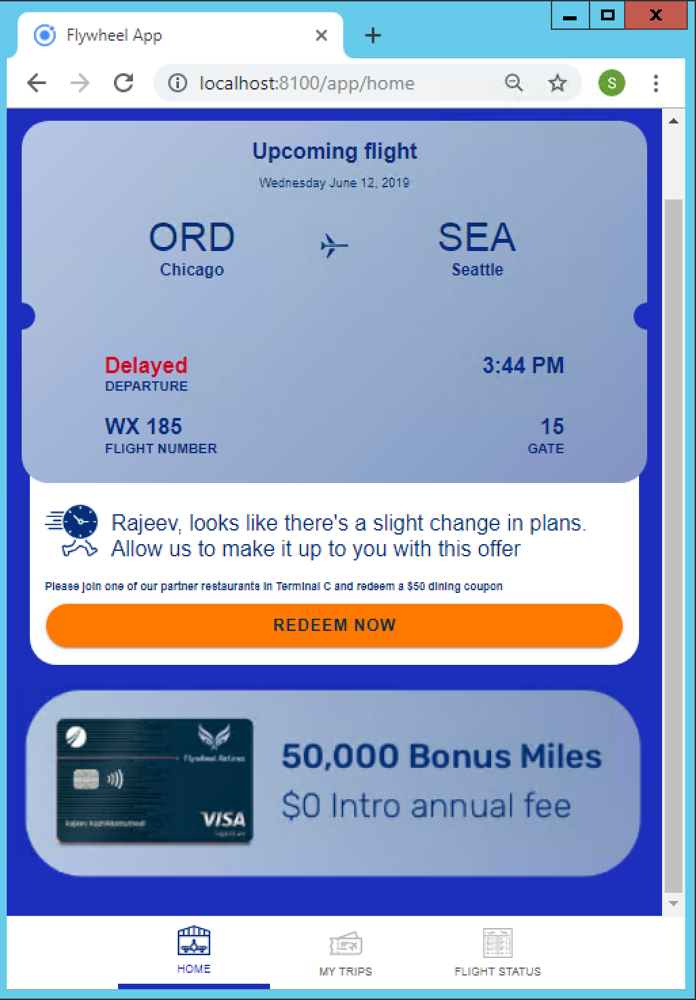 Flywheel App
X
localhost:8100/app/home
S
Upcoming flight
Wednesday June 12, 2019
ORD
SEA
Chicago
Seattle
Delayed
3:44 PM
DEPARTURE
WX 185
15
FLIGHT NUMBER
GATE
Rajeev, looks like there's a slight change in plans.
Allow us to make it up to you with this offer
Please join one of our partner restaurants in Terminal C and redeem a $50 dining coupon
REDEEM NOW
Flywheel Airlines
VISA
Signature
50,000 Bonus Miles
$0 Intro annual fee
HOME
MY TRIPS
FLIGHT STATUS